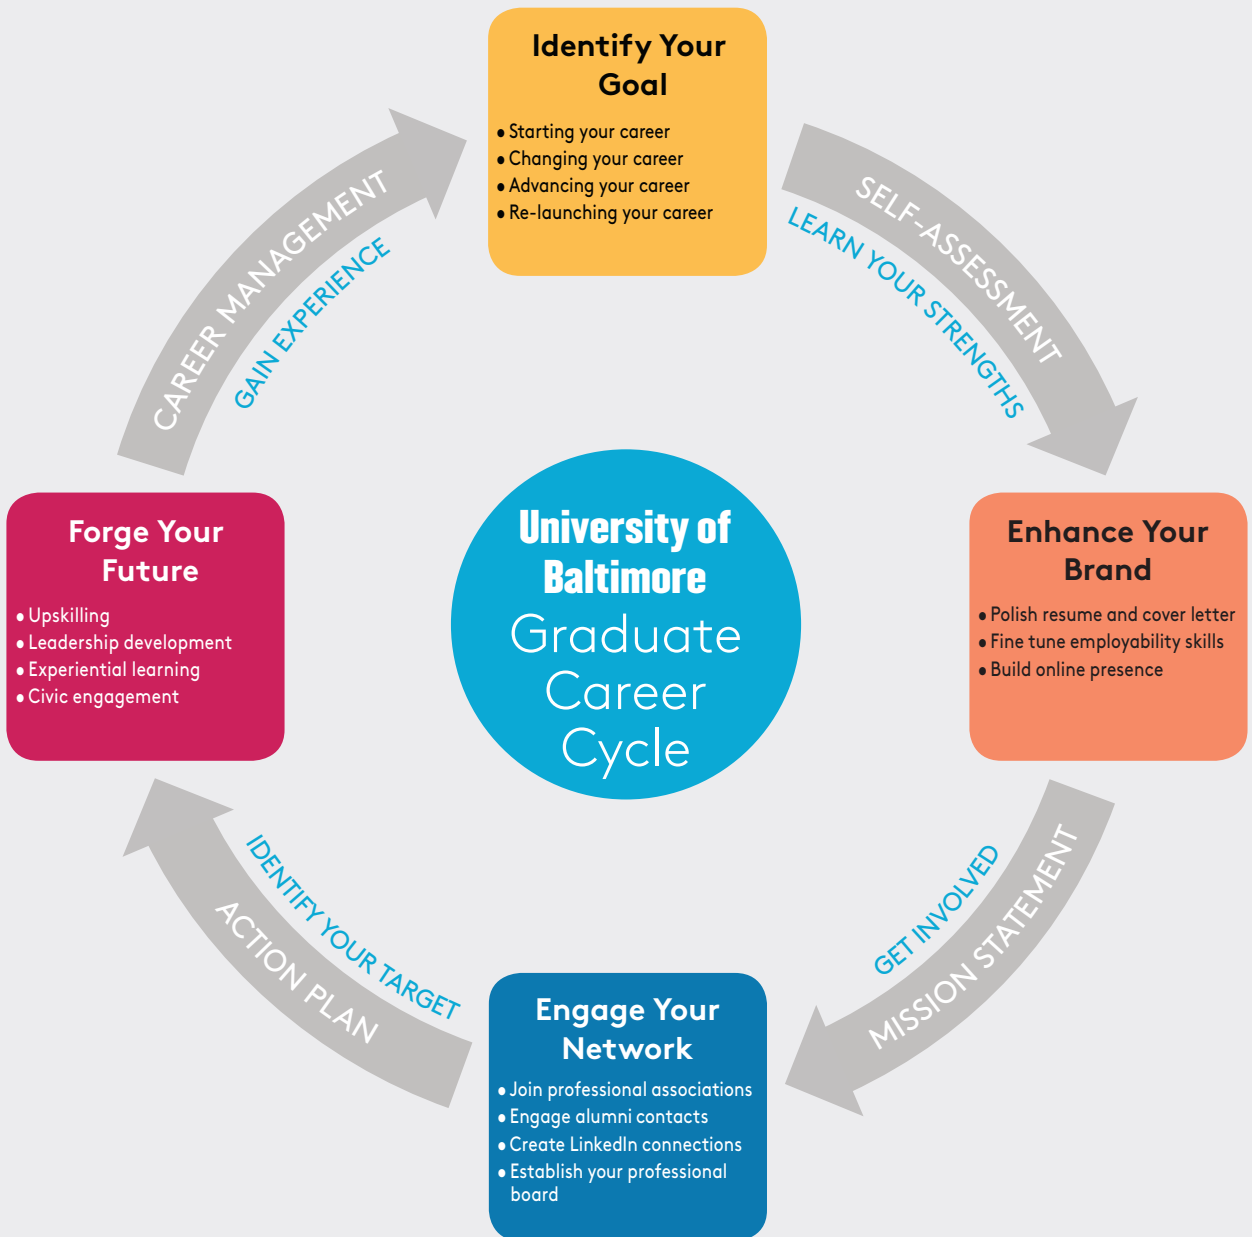 Identify Your
Goal
• Starting your career
• Changing your career
• Advancing your career
• Re-launching your career
SELF-ASSESSMENT
LEARN YOUR STRENGTHS
Enhance Your
Brand
• Polish resume and cover letter
• Fine tune employability skills
• Build online presence
MISSION STATEMENT
GET INVOLVED
Engage Your
Network
• Join professional associations
• Engage alumni contacts
• Create LinkedIn connections
• Establish your professional
board
ACTION PLAN
IDENTIFY YOUR TARGET
Forge Your
Future
• Upskilling
• Leadership development
• Experiential learning
• Civic engagement
CAREER MANAGEMENT
GAIN EXPERIENCE
University of
Baltimore
Graduate
Career
Cycle